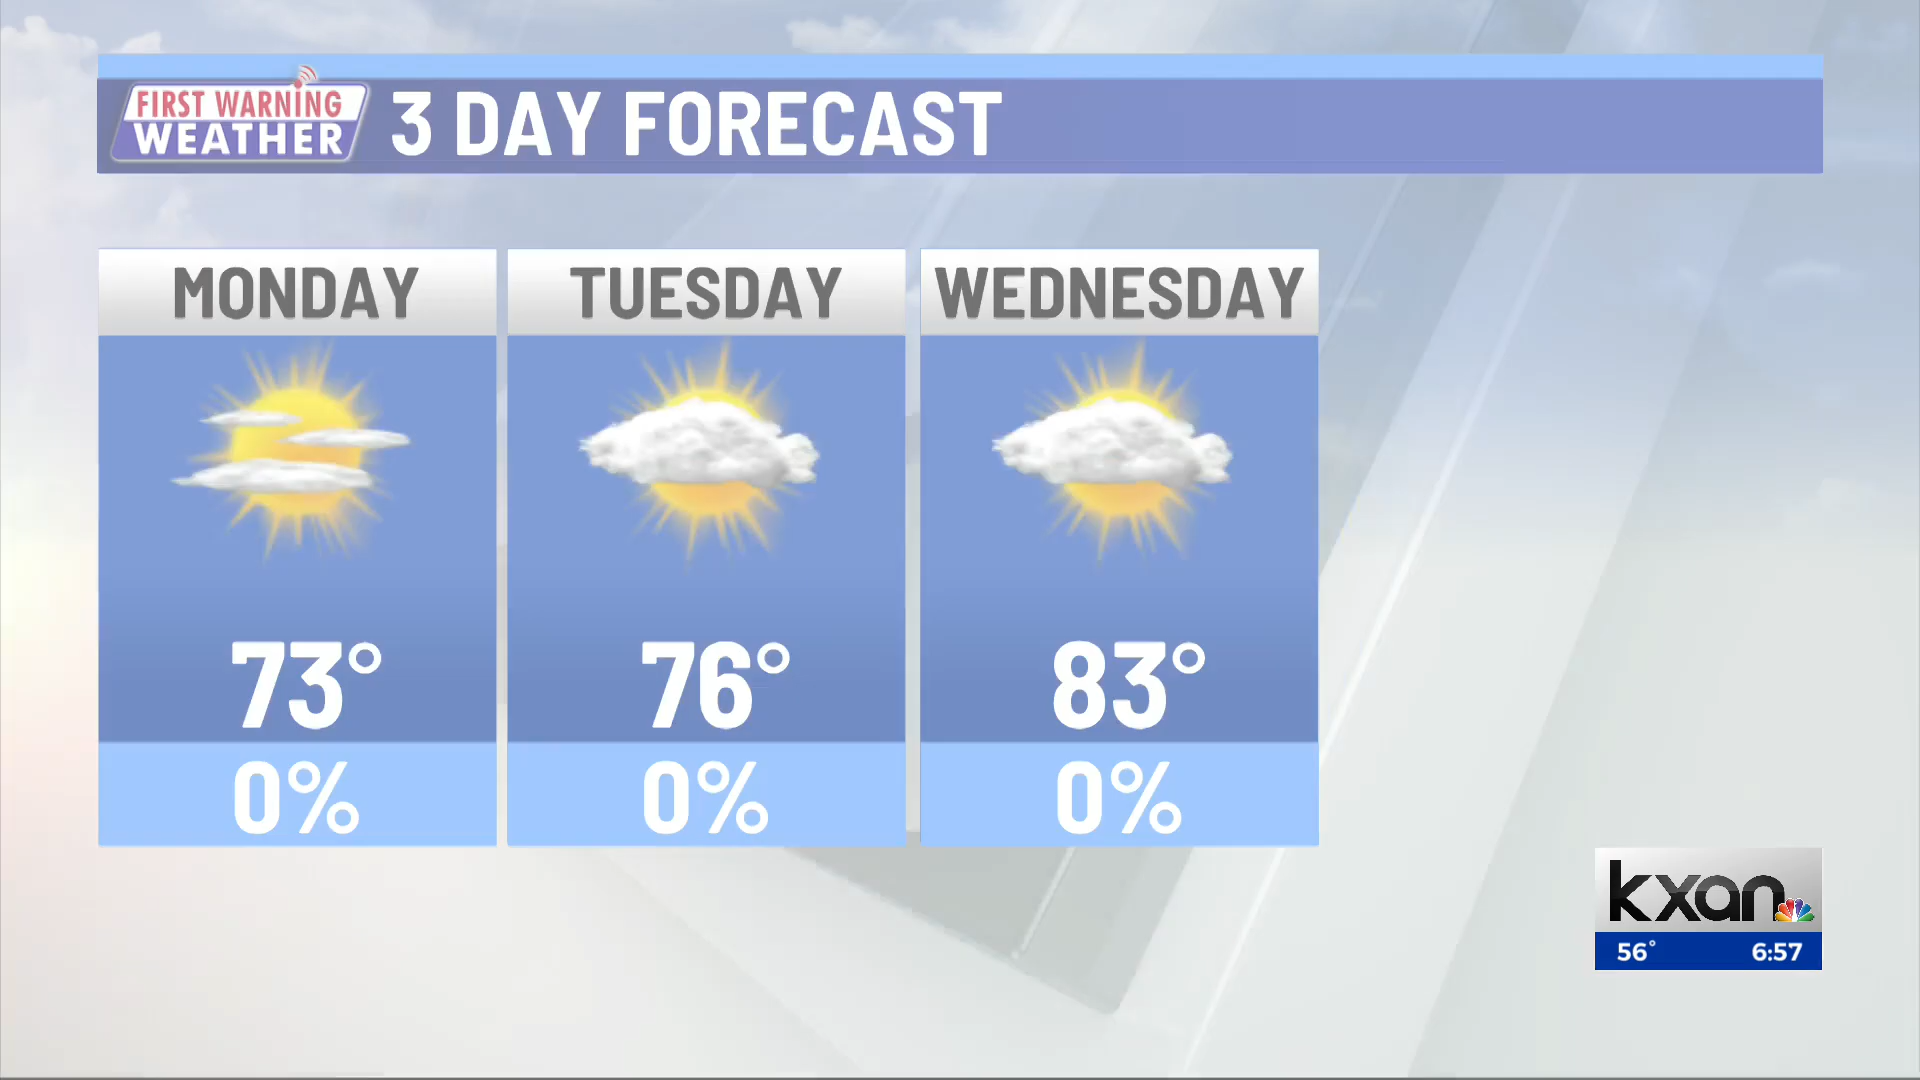 FIRST WARNING
WEATHER
3 DAY FORECAST
MONDAY
TUESDAY
WEDNESDAY
73°
76°
83°
0%
0%
0%
kxan
56°
6:57